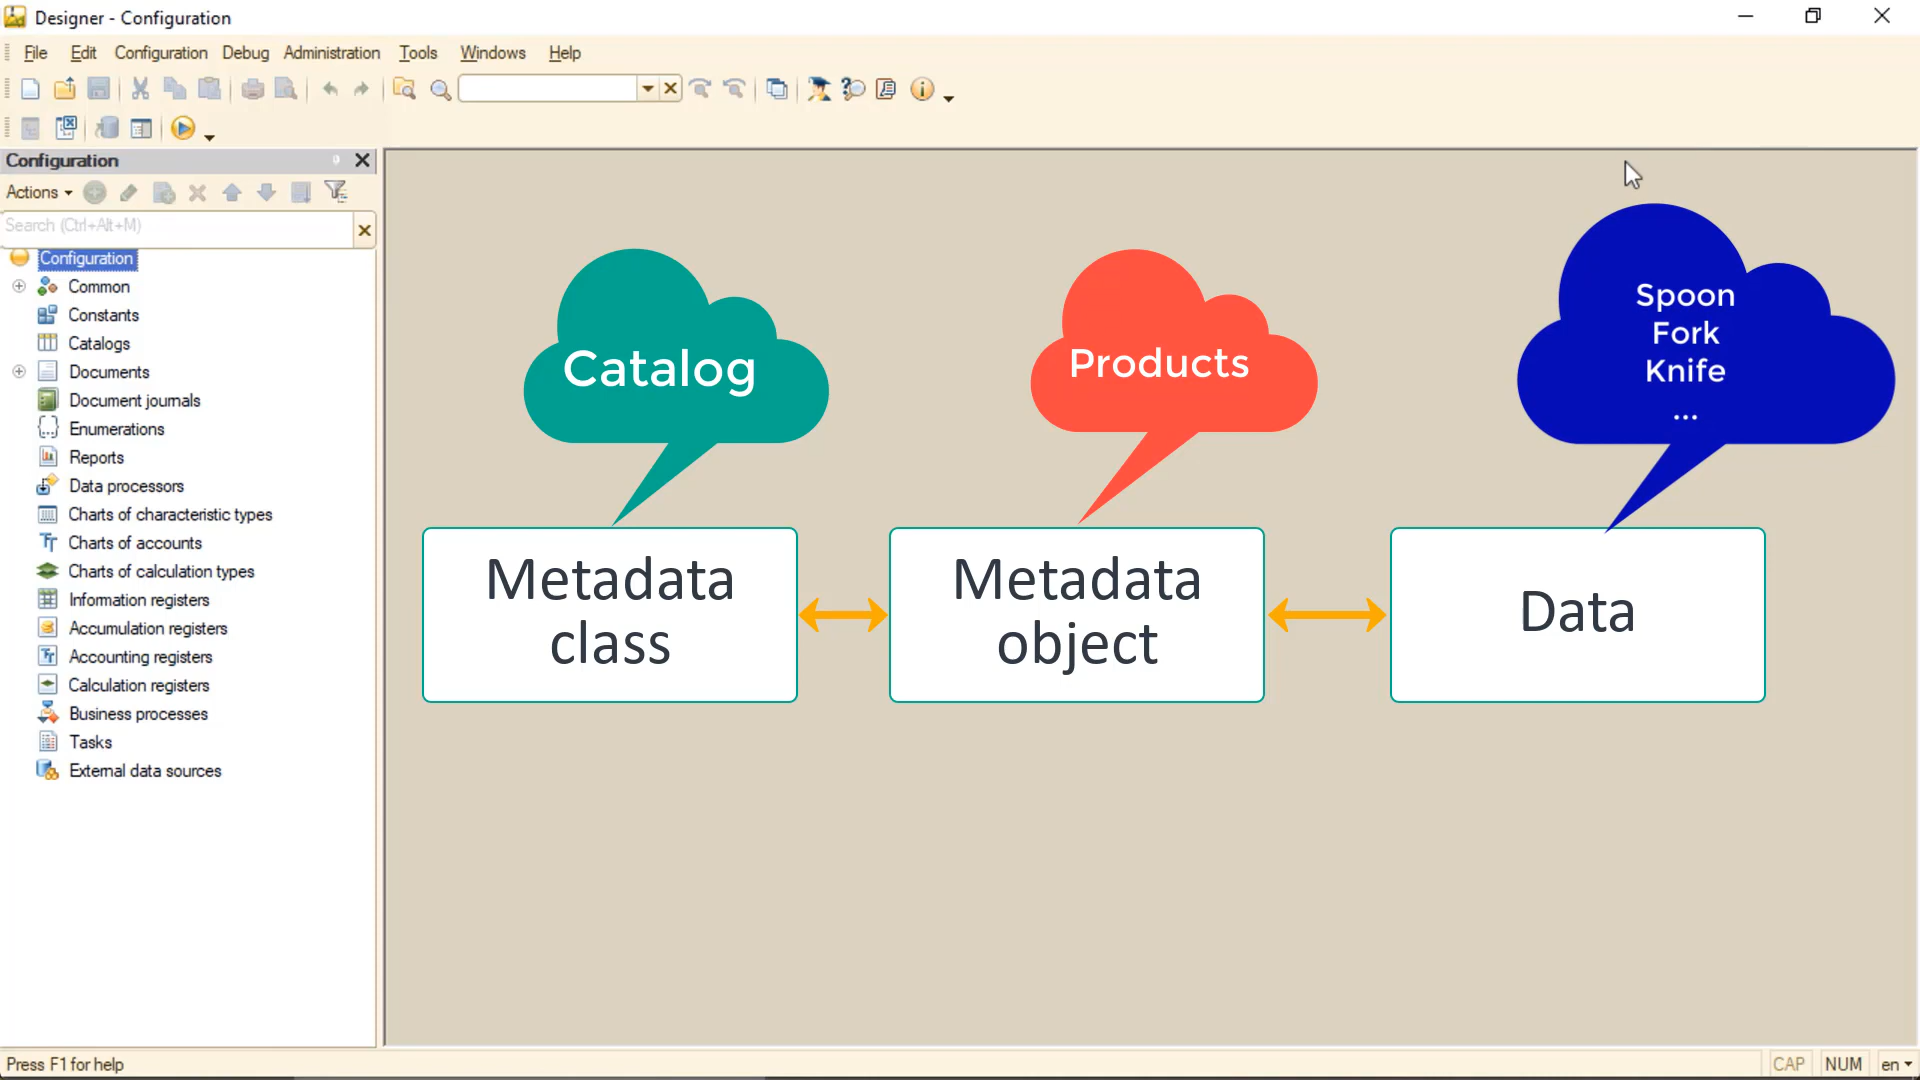 Designer - Configuration
File Edit Configuration Debug Administration Tools Windows Help
Configuration
Actions
Search (Ctrl+Alt+M)
Configuration
Common
Constants
Catalogs
Documents
Document journals
Enumerations
Reports
Data processors
Charts of characteristic types
Charts of accounts
Charts of calculation types
Information registers
Accumulation registers
Accounting registers
Calculation registers
Business processes
Tasks
External data sources
Catalog
Products
Spoon
Fork
Knife
...
Metadata
class
Metadata
object
Data
Press F1 for help
CAP NUM en